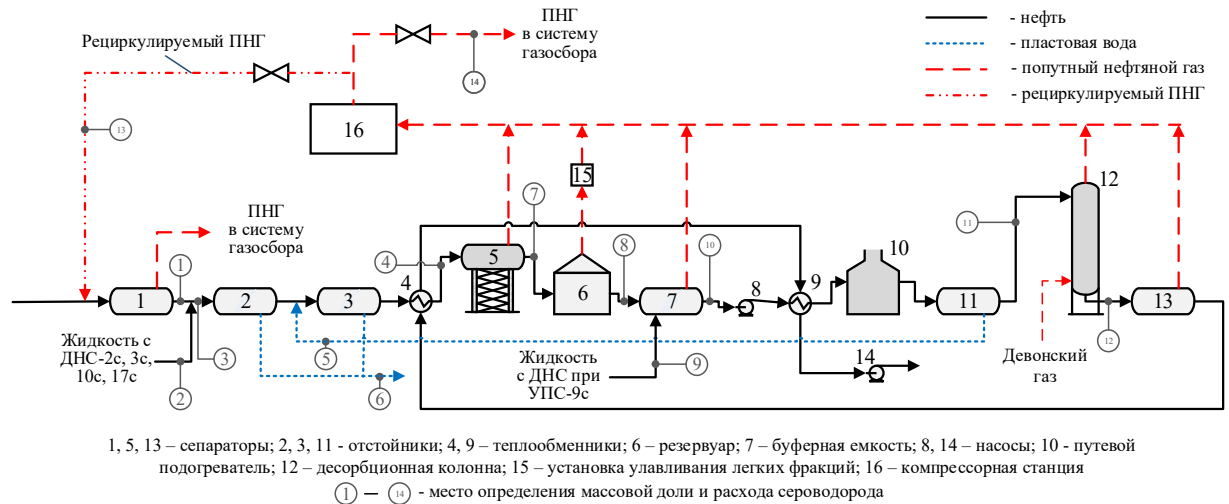 ПНГ
в систему
газосбора
14
Рециркулируемый ПНГ
- нефть
- пластовая вода
- попутный нефтяной газ
- рециркулируемый ПНГ
13
16
15
12
ПНГ
в систему
газосбора
7
11
1
4
5
8
10
10
4
6
9
8
1
2
3
7
11
13
Жидкость с
ДНС-2с, 3с,
10с, 17с
3
5
2
6
Жидкость
с ДНС при
УПС-9с
9
14
Девонский
газ
12
1, 5, 13 – сепараторы; 2, 3, 11 - отстойники; 4, 9 – теплообменники; 6 – резервуар; 7 – буферная емкость; 8, 14 – насосы; 10 - путевой
подогреватель; 12 – десорбционная колонна; 15 – установка улавливания легких фракций; 16 – компрессорная станция
1 – 14 - место определения массовой доли и расхода сероводорода